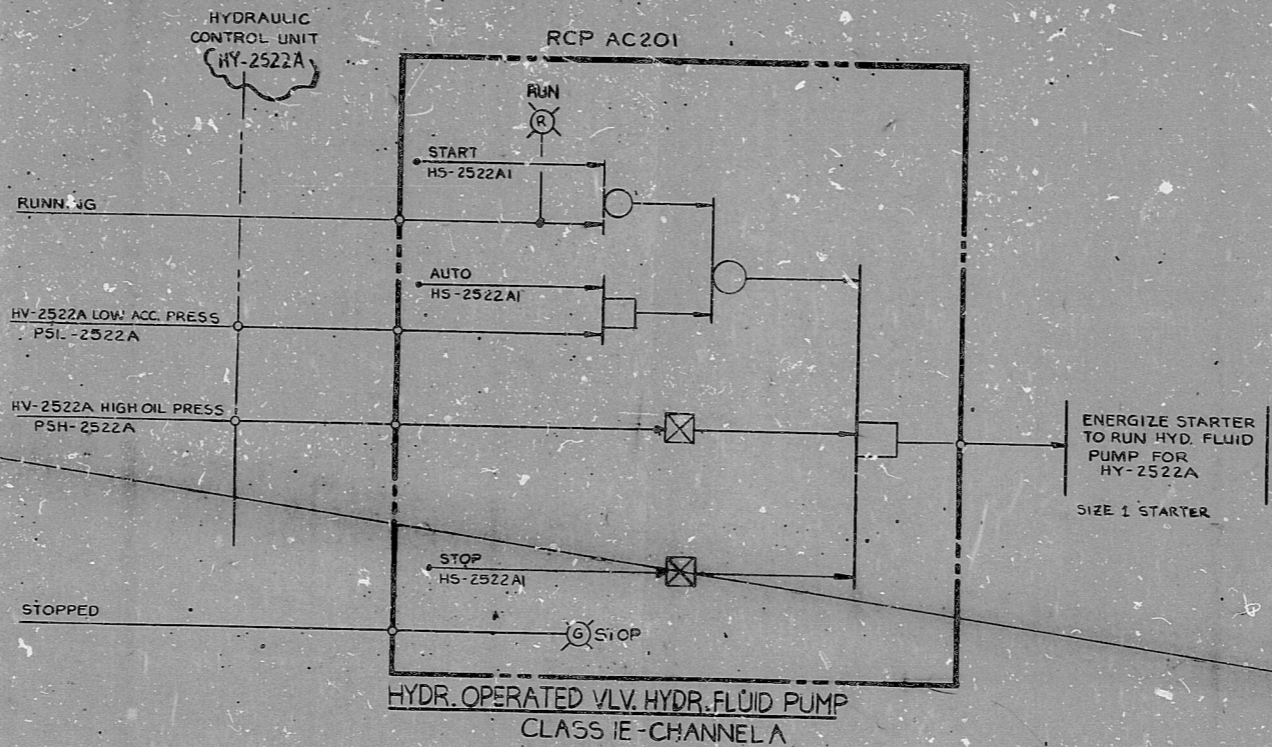 HYDRAULIC
CONTROL UNIT
HY-2522A
RCP AC201
RUN
R
START
HS-2522A1
RUNNING
AUTO
HS-2522A1
HV-2522A LOW ACC. PRESS
PSL-2522A
HV-2522A HIGH OIL PRESS
PSH-2522A
ENERGIZE STARTER
TO RUN HYD. FLUID
PUMP FOR
HY-2522A
SIZE 1 STARTER
STOP
HS-2522A1
STOPPED
G STOP
HYDR. OPERATED VLV. HYDR. FLUID PUMP
CLASS IE-CHANNEL A